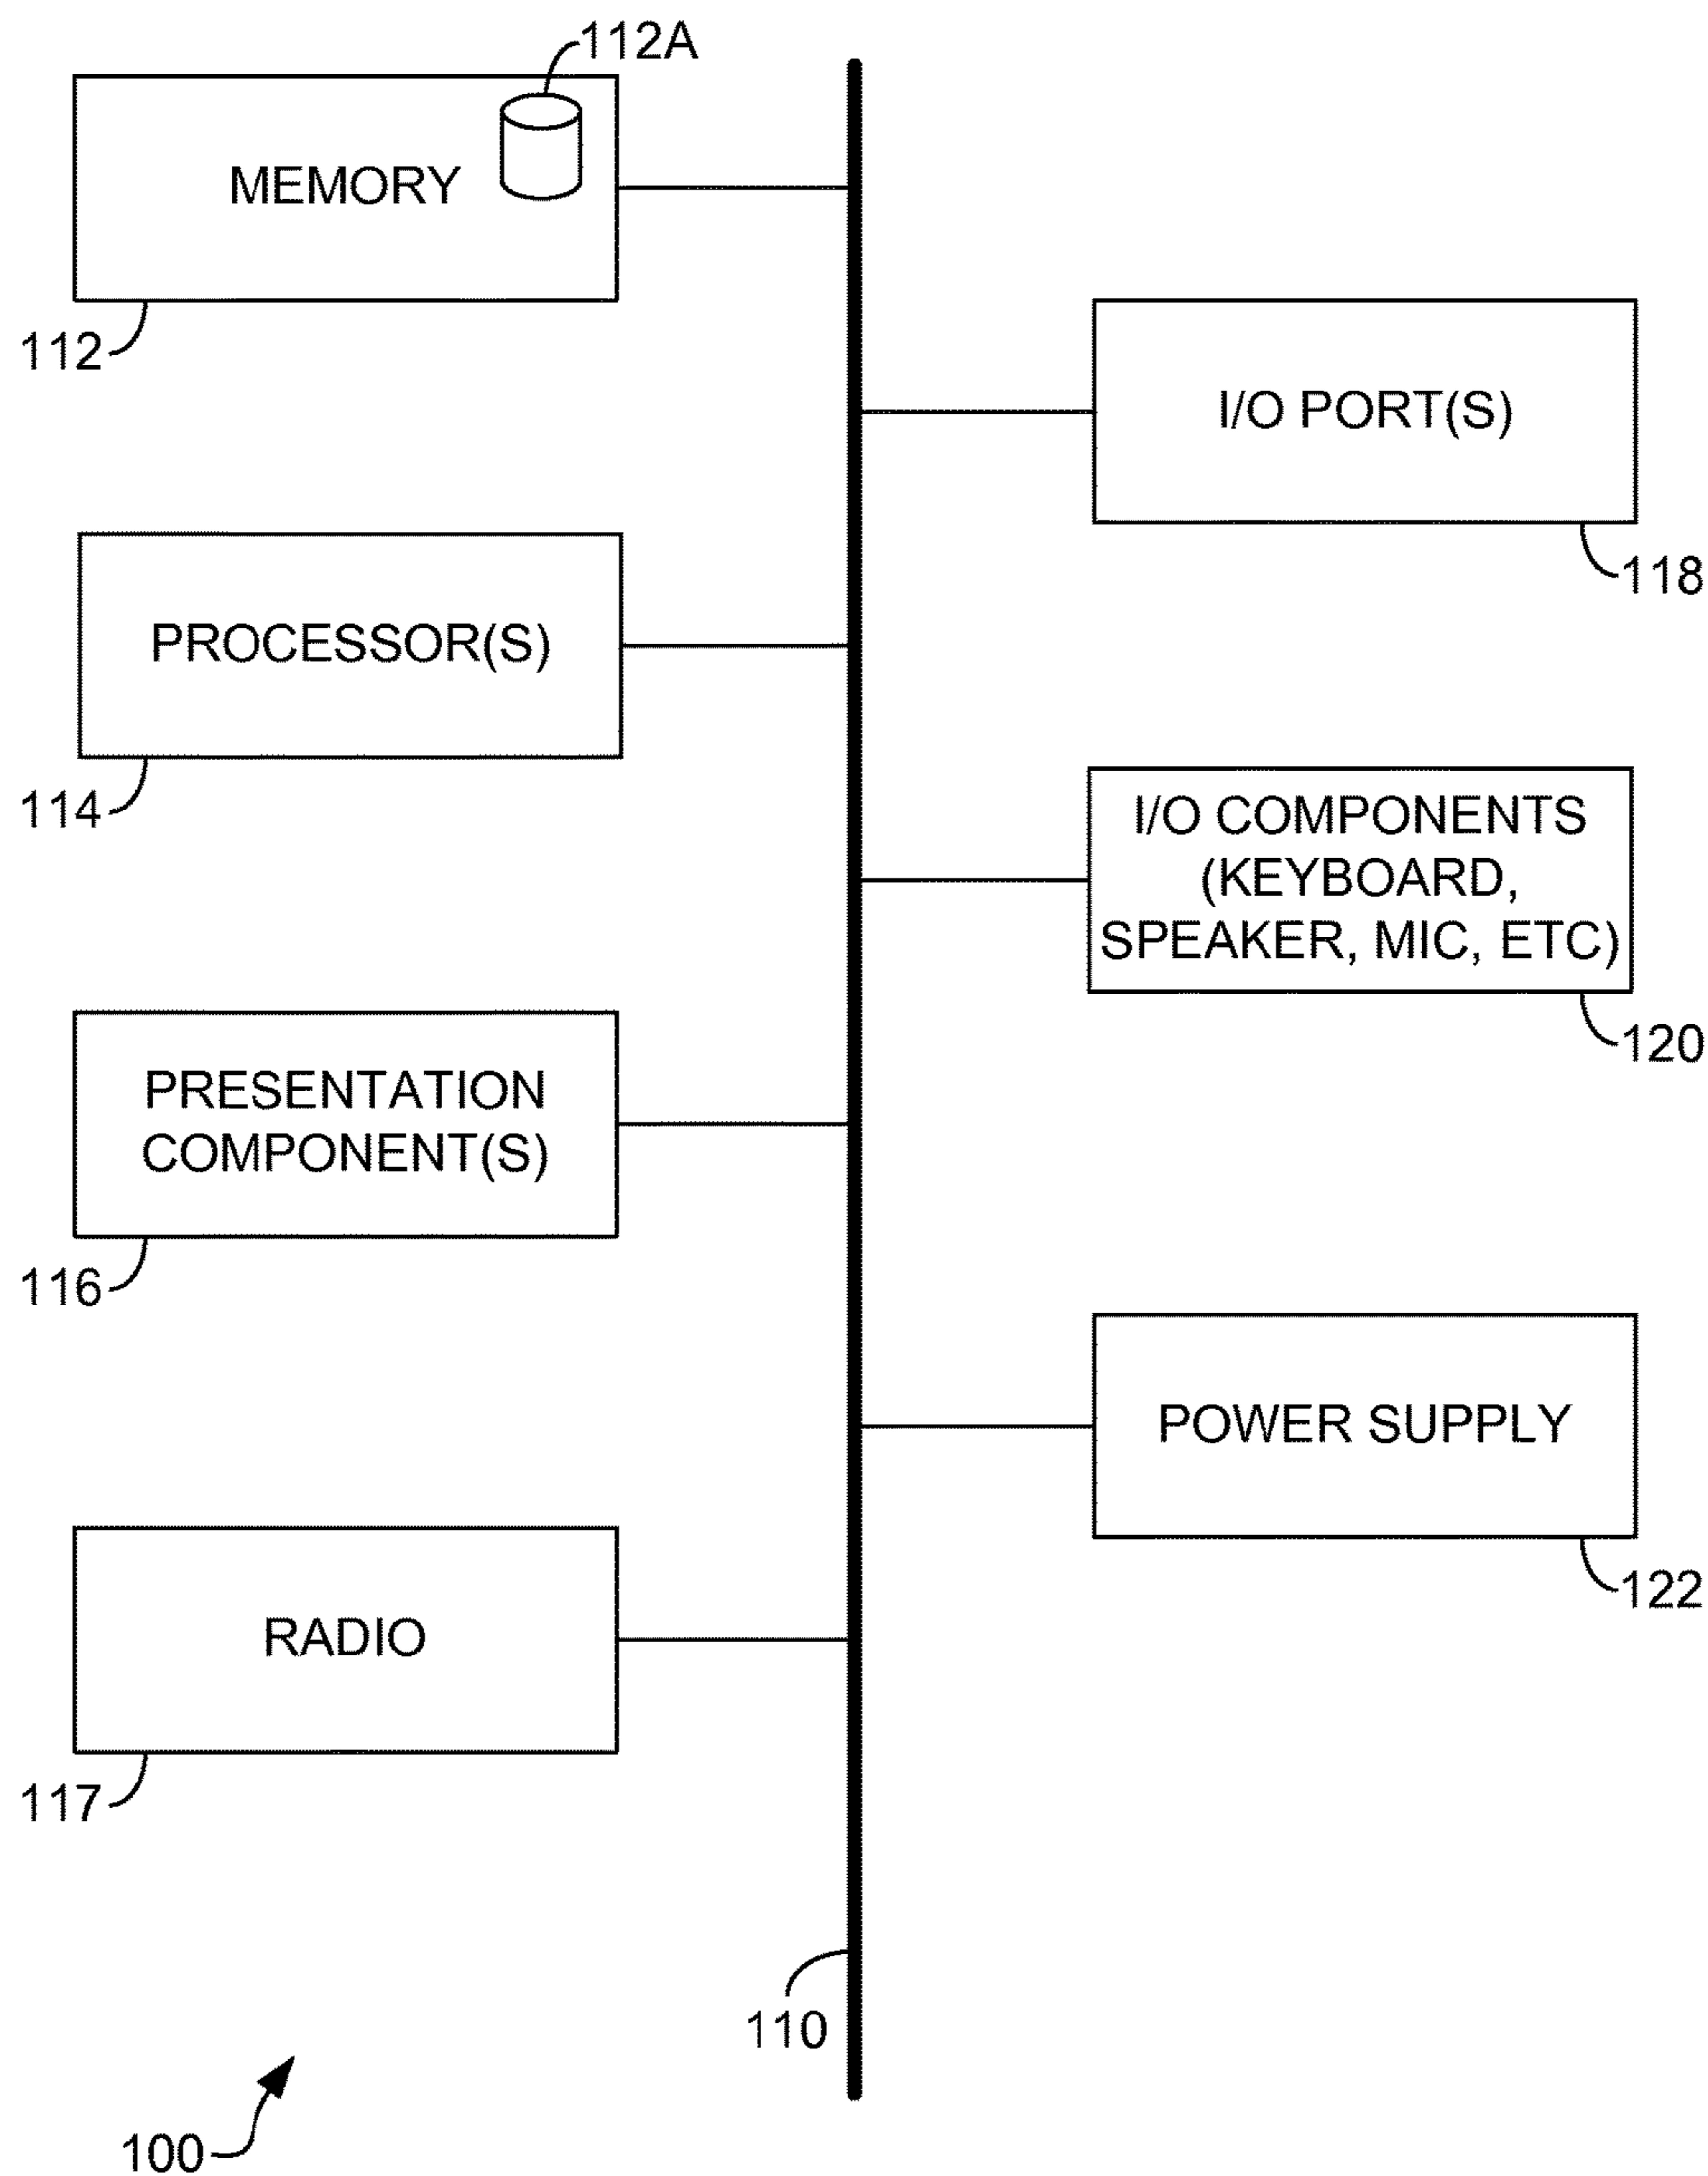 112A
MEMORY
112
I/O PORT(S)
118
PROCESSOR(S)
114
I/O COMPONENTS
(KEYBOARD,
SPEAKER, MIC, ETC)
120
PRESENTATION
COMPONENT(S)
116
POWER SUPPLY
122
RADIO
117
110
100